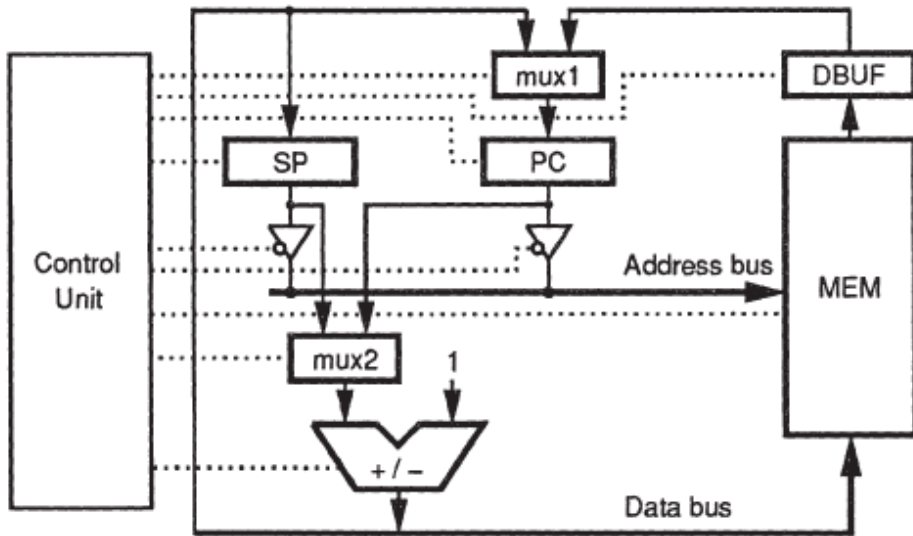 mux1
DBUF
SP
PC
Control
Unit
Address bus
MEM
mux2
1
+ / −
Data bus